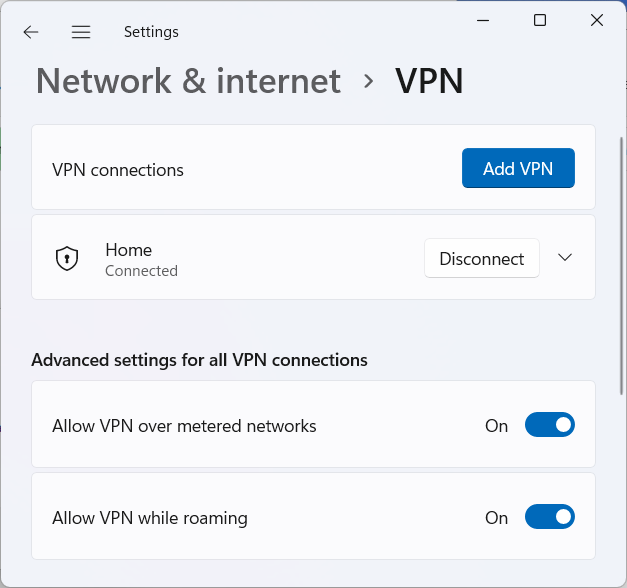 Settings
Network & internet › VPN
VPN connections
Add VPN
Home
Connected
Disconnect
Advanced settings for all VPN connections
Allow VPN over metered networks
On
Allow VPN while roaming
On